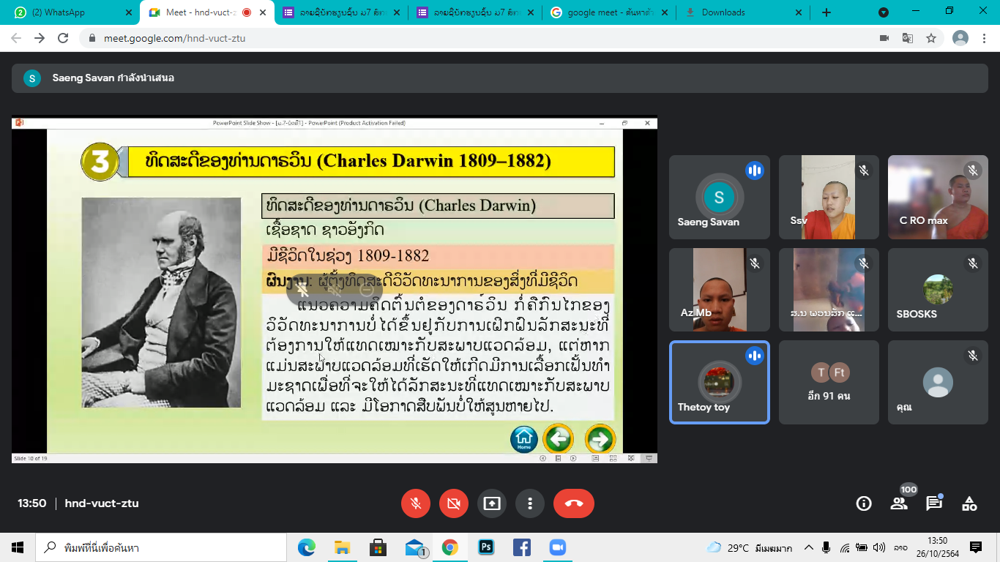 (2) WhatsApp
Meet - hnd-vuct-z
ລາຍຊື່ນັກຮຽນຊັ້ນ ມ7 ສົກ
ລາຍຊື່ນັກຮຽນຊັ້ນ ມ7 ສົກ
google meet - ค้นหาด้
Downloads
meet.google.com/hnd-vuct-ztu
S
Saeng Savan กำลังนำเสนอ
PowerPoint Slide Show - [ມ.7-ບົດທີ1] - PowerPoint (Product Activation Failed)
3
ທິດສະດີຂອງທ່ານດາຣວິນ (Charles Darwin 1809–1882)
ທິດສະດີຂອງທ່ານດາຣວິນ (Charles Darwin)
ເຊື້ອຊາດ ຊາວອັງກິດ
ມີຊີວິດໃນຊ່ວງ 1809-1882
ຜົນງານ: ຜູ້ຕັ້ງທິດສະດີວິວັດທະນາການຂອງສິ່ງທີ່ມີຊີວິດ
ແນວຄວາມຄິດຕົ້ນຕໍຂອງດາຣ໌ວິນ ກໍ່ຄືກົນໄກຂອງ
ວິວັດທະນາການບໍ່ໄດ້ຂຶ້ນຢູ່ກັບການເຝິກຝົນລັກສະນະທີ່
ຕ້ອງການໃຫ້ແທດເໝາະກັບສະພາບແວດລ້ອມ, ແຕ່ຫາກ
ແມ່ນສະພາບແວດລ້ອມທີ່ເຮັດໃຫ້ເກີດມີການເລືອກເຟັ້ນທຳ
ມະຊາດເພື່ອທີ່ຈະໃຫ້ໄດ້ລັກສະນະທີ່ແທດເໝາະກັບສະພາບ
ແວດລ້ອມ ແລະ ມີໂອກາດສືບພັນບໍ່ໃຫ້ສູນຫາຍໄປ.
Home
Slide 10 of 19
S
Saeng Savan
Ssv
C RO max
Az Mb
ສ.ນ ພອນສັກ ແ...
SBOSKS
Thetoy toy
T
Ft
อีก 91 คน
คุณ
13:50
hnd-vuct-ztu
100
พิมพ์ที่นี่เพื่อค้นหา
1
Ps
29°C มีเมฆมาก
ລາວ
13:50
26/10/2564